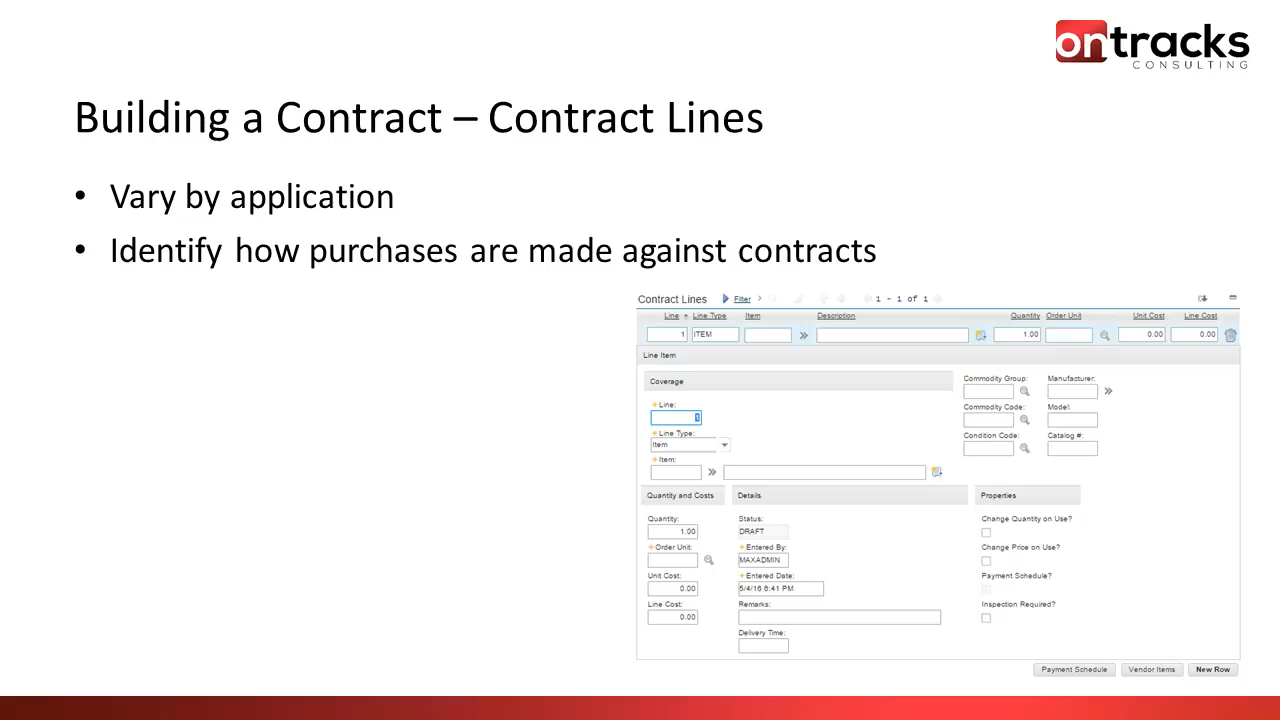 ontracks
CONSULTING
Building a Contract – Contract Lines
• Vary by application
• Identify how purchases are made against contracts
Contract Lines Filter 1 - 1 of 1
Line Line Type Item Description Quantity Order Unit Unit Cost Line Cost
1 ITEM 1.00 0.00 0.00
Line Item
Coverage
Commodity Group: Manufacturer:
Line:
1
Commodity Code: Model:
Line Type:
Item
Condition Code: Catalog #:
Item:
Quantity and Costs Details Properties
Quantity: Status: Change Quantity on Use?
1.00 DRAFT
Order Unit: Entered By: Change Price on Use?
MAXADMIN
Unit Cost: Entered Date: Payment Schedule?
0.00 5/4/16 6:41 PM
Line Cost: Remarks: Inspection Required?
0.00
Delivery Time:
Payment Schedule Vendor Items New Row